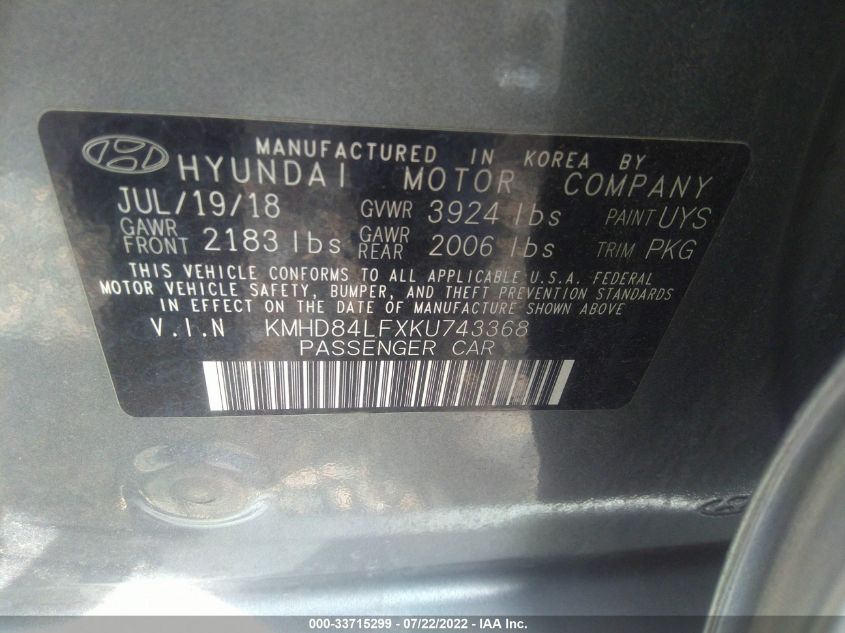 MANUFACTURED IN KOREA BY
HYUNDAI MOTOR COMPANY
JUL/19/18 GVWR 3924 lbs PAINT UYS
GAWR FRONT 2183 lbs GAWR REAR 2006 lbs TRIM PKG
THIS VEHICLE CONFORMS TO ALL APPLICABLE U.S.A. FEDERAL
MOTOR VEHICLE SAFETY, BUMPER, AND THEFT PREVENTION STANDARDS
IN EFFECT ON THE DATE OF MANUFACTURE SHOWN ABOVE
V.I.N KMHD84LFXKU743368
PASSENGER CAR
000-33715299 - 07/22/2022 - IAA Inc.